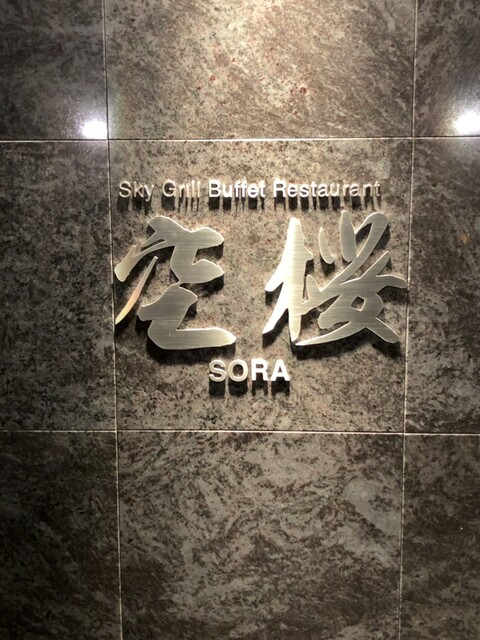 Sky Grill Buffet Restaurant
空桜
SORA